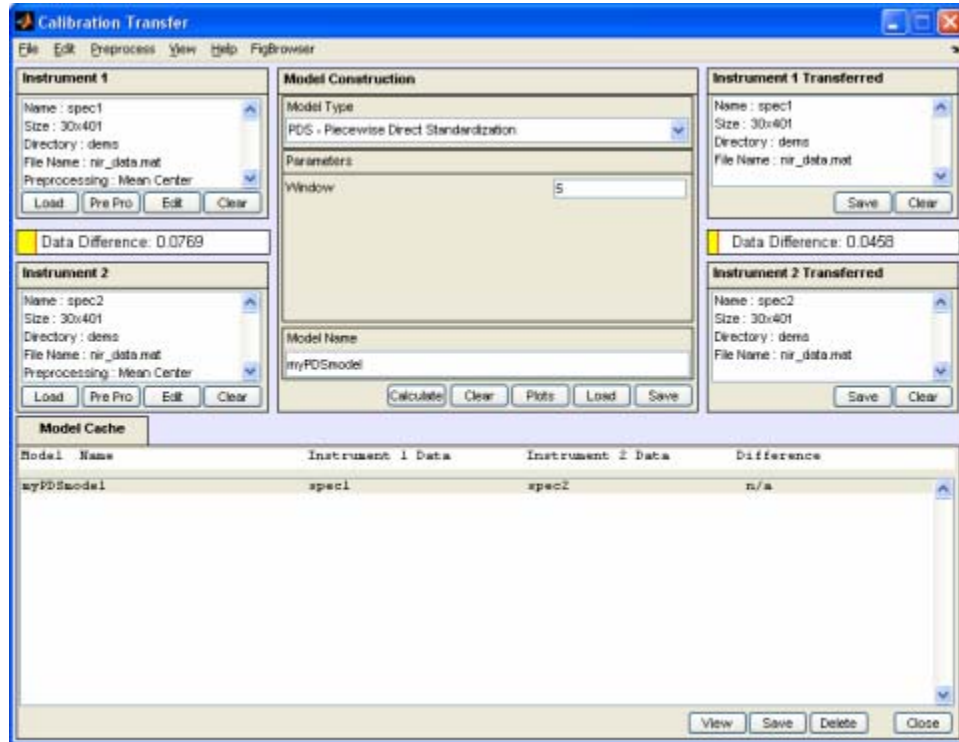 Calibration Transfer
File Edit Preprocess View Help FigBrowser
Instrument 1
Name : spec1
Size : 30x401
Directory : dems
File Name : nir_data.mat
Preprocessing : Mean Center
Load Pre Pro Edit Clear
Data Difference: 0.0769
Instrument 2
Name : spec2
Size : 30x401
Directory : dems
File Name : nir_data.mat
Preprocessing : Mean Center
Load Pre Pro Edit Clear
Model Construction
Model Type
PDS - Piecewise Direct Standardization
Parameters
Window 5
Model Name
myPDSmodel
Calculate Clear Plots Load Save
Instrument 1 Transferred
Name : spec1
Size : 30x401
Directory : dems
File Name : nir_data.mat
Save Clear
Data Difference: 0.0458
Instrument 2 Transferred
Name : spec2
Size : 30x401
Directory : dems
File Name : nir_data.mat
Save Clear
Model Cache
Model Name Instrument 1 Data Instrument 2 Data Difference
myPDSmodel spec1 spec2 n/a
View Save Delete Close